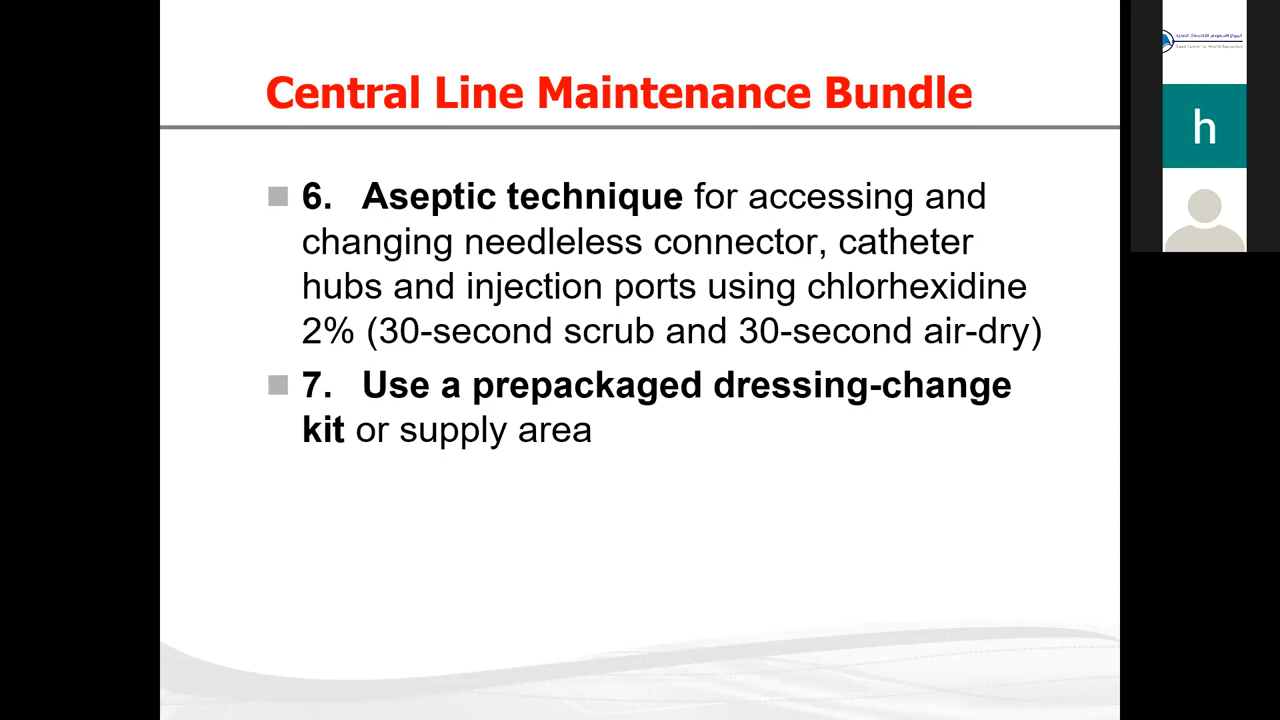 Central Line Maintenance Bundle
6. Aseptic technique for accessing and
changing needleless connector, catheter
hubs and injection ports using chlorhexidine
2% (30-second scrub and 30-second air-dry)
7. Use a prepackaged dressing-change
kit or supply area
h